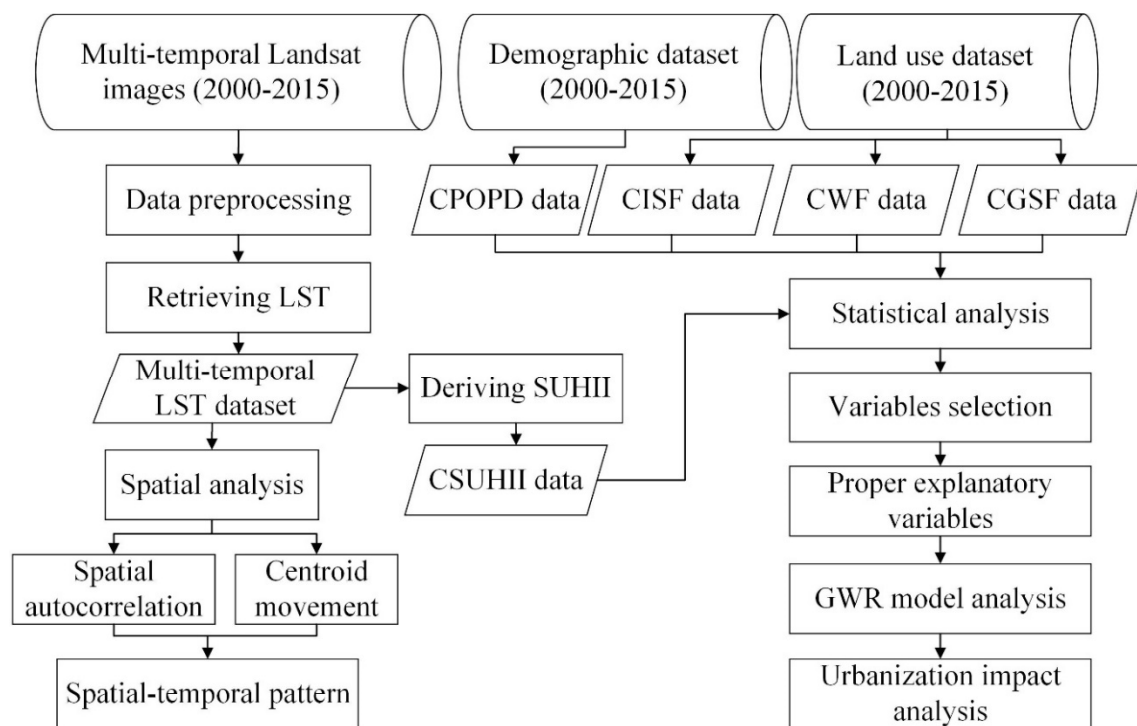 Multi-temporal Landsat
images (2000-2015)
Demographic dataset
(2000-2015)
Land use dataset
(2000-2015)
Data preprocessing
CPOPD data
CISF data
CWF data
CGSF data
Retrieving LST
Statistical analysis
Multi-temporal
LST dataset
Deriving SUHII
Variables selection
Spatial analysis
CSUHII data
Proper explanatory
variables
Spatial
autocorrelation
Centroid
movement
GWR model analysis
Spatial-temporal pattern
Urbanization impact
analysis